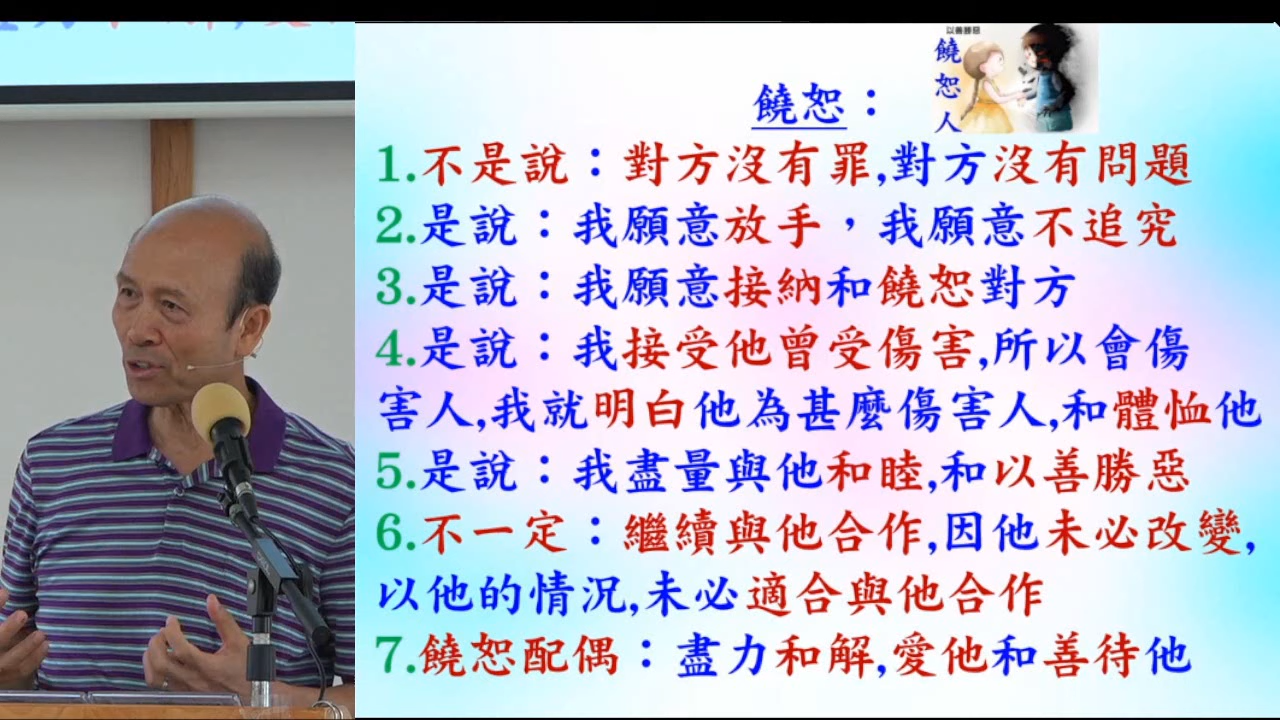 以善勝惡
饒
恕
人
饒恕：
1.不是說：對方沒有罪,對方沒有問題
2.是說：我願意放手，我願意不追究
3.是說：我願意接納和饒恕對方
4.是說：我接受他曾受傷害,所以會傷
害人,我就明白他為甚麼傷害人,和體恤他
5.是說：我盡量與他和睦,和以善勝惡
6.不一定：繼續與他合作,因他未必改變,
以他的情況,未必適合與他合作
7.饒恕配偶：盡力和解,愛他和善待他